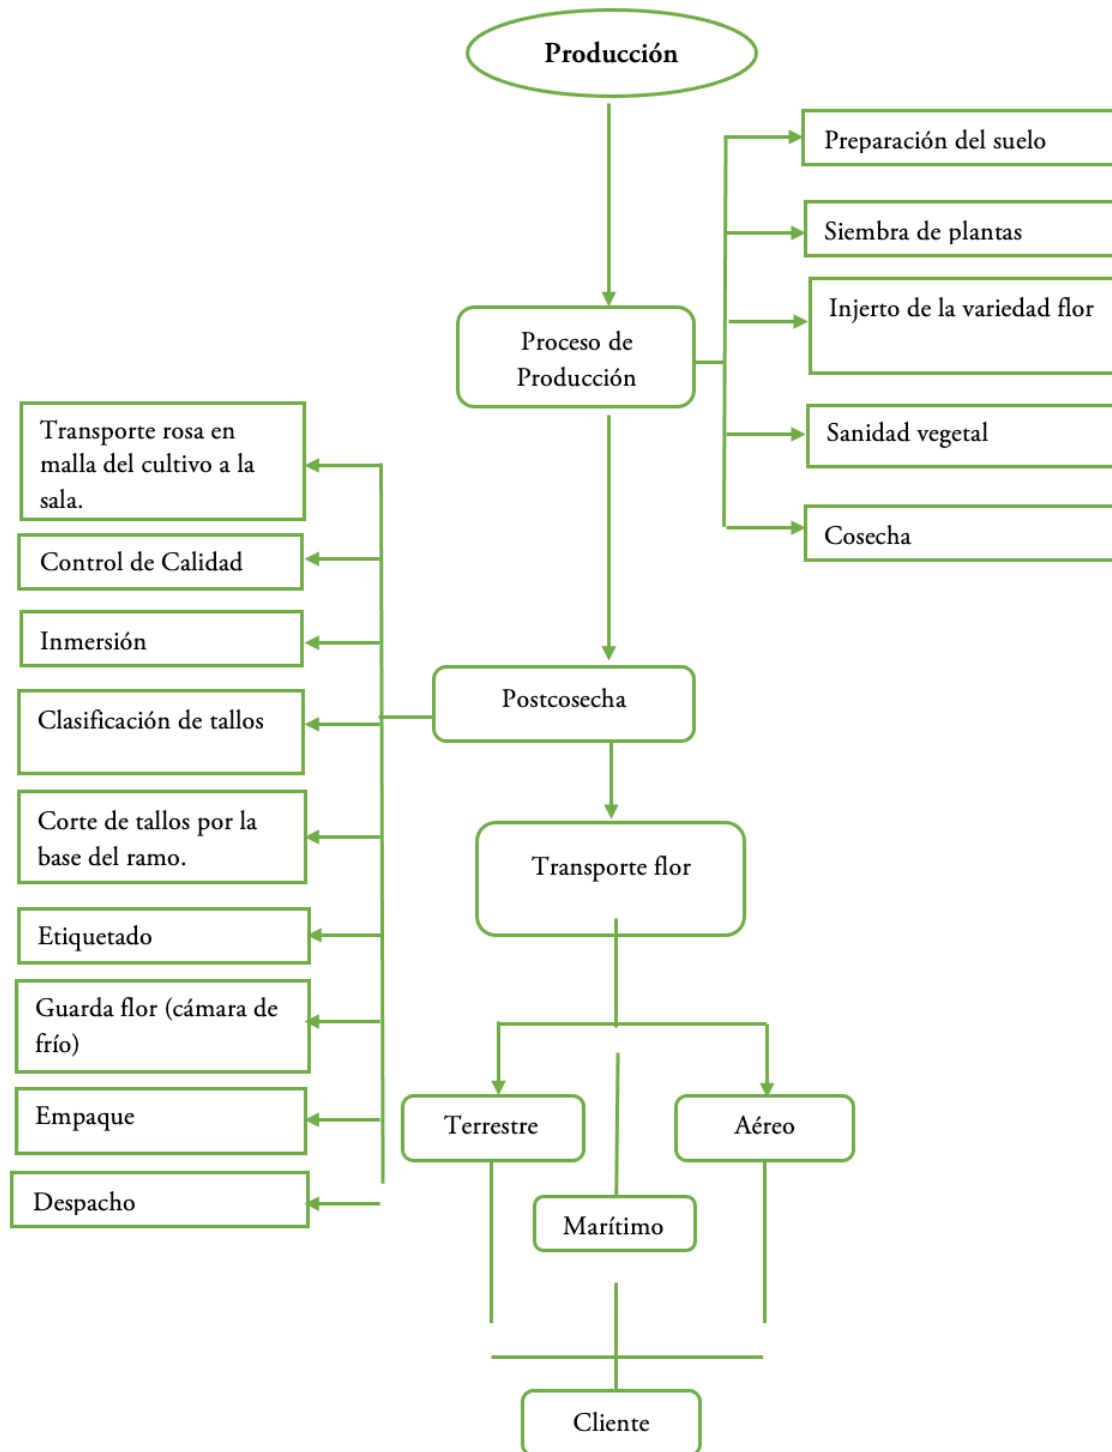 Producción
Preparación del suelo
Siembra de plantas
Injerto de la variedad flor
Proceso de
Producción
Sanidad vegetal
Cosecha
Transporte rosa en
malla del cultivo a la
sala.
Control de Calidad
Inmersión
Postcosecha
Clasificación de tallos
Corte de tallos por la
base del ramo.
Transporte flor
Etiquetado
Guarda flor (cámara de
frío)
Empaque
Terrestre
Aéreo
Despacho
Marítimo
Cliente